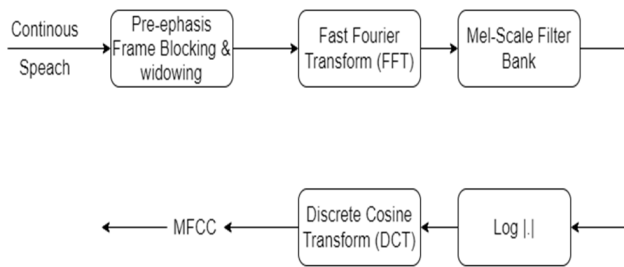 Continous
Speach
Pre-ephasis
Frame Blocking &
widowing
Fast Fourier
Transform (FFT)
Mel-Scale Filter
Bank
Log |.|
Discrete Cosine
Transform (DCT)
MFCC